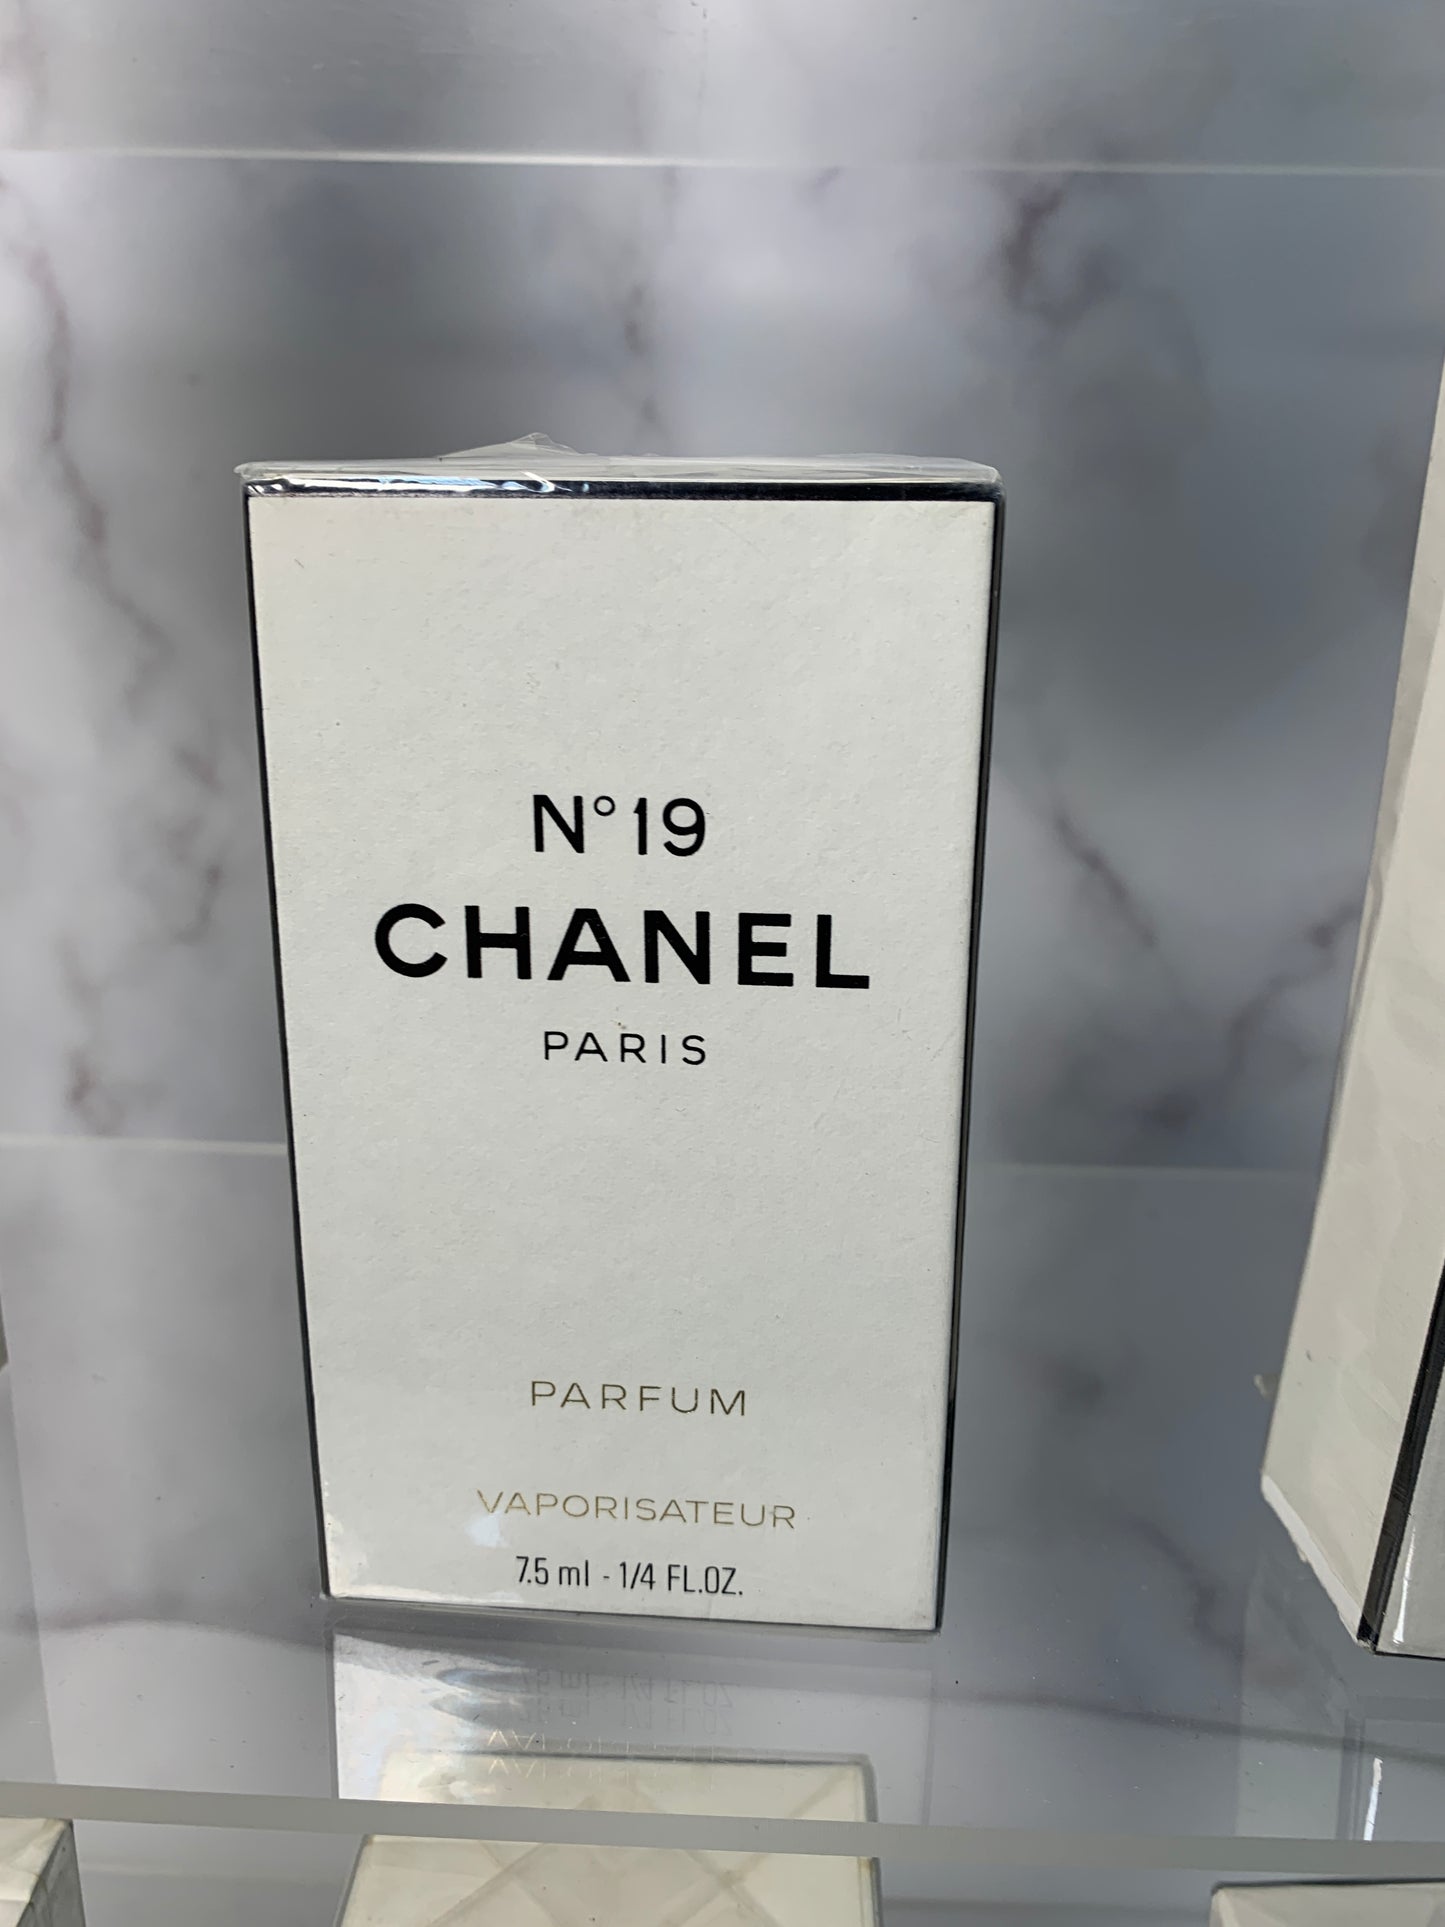 N°19
CHANEL
PARIS
PARFUM
VAPORISATEUR
7.5 ml - 1/4 FL.OZ.